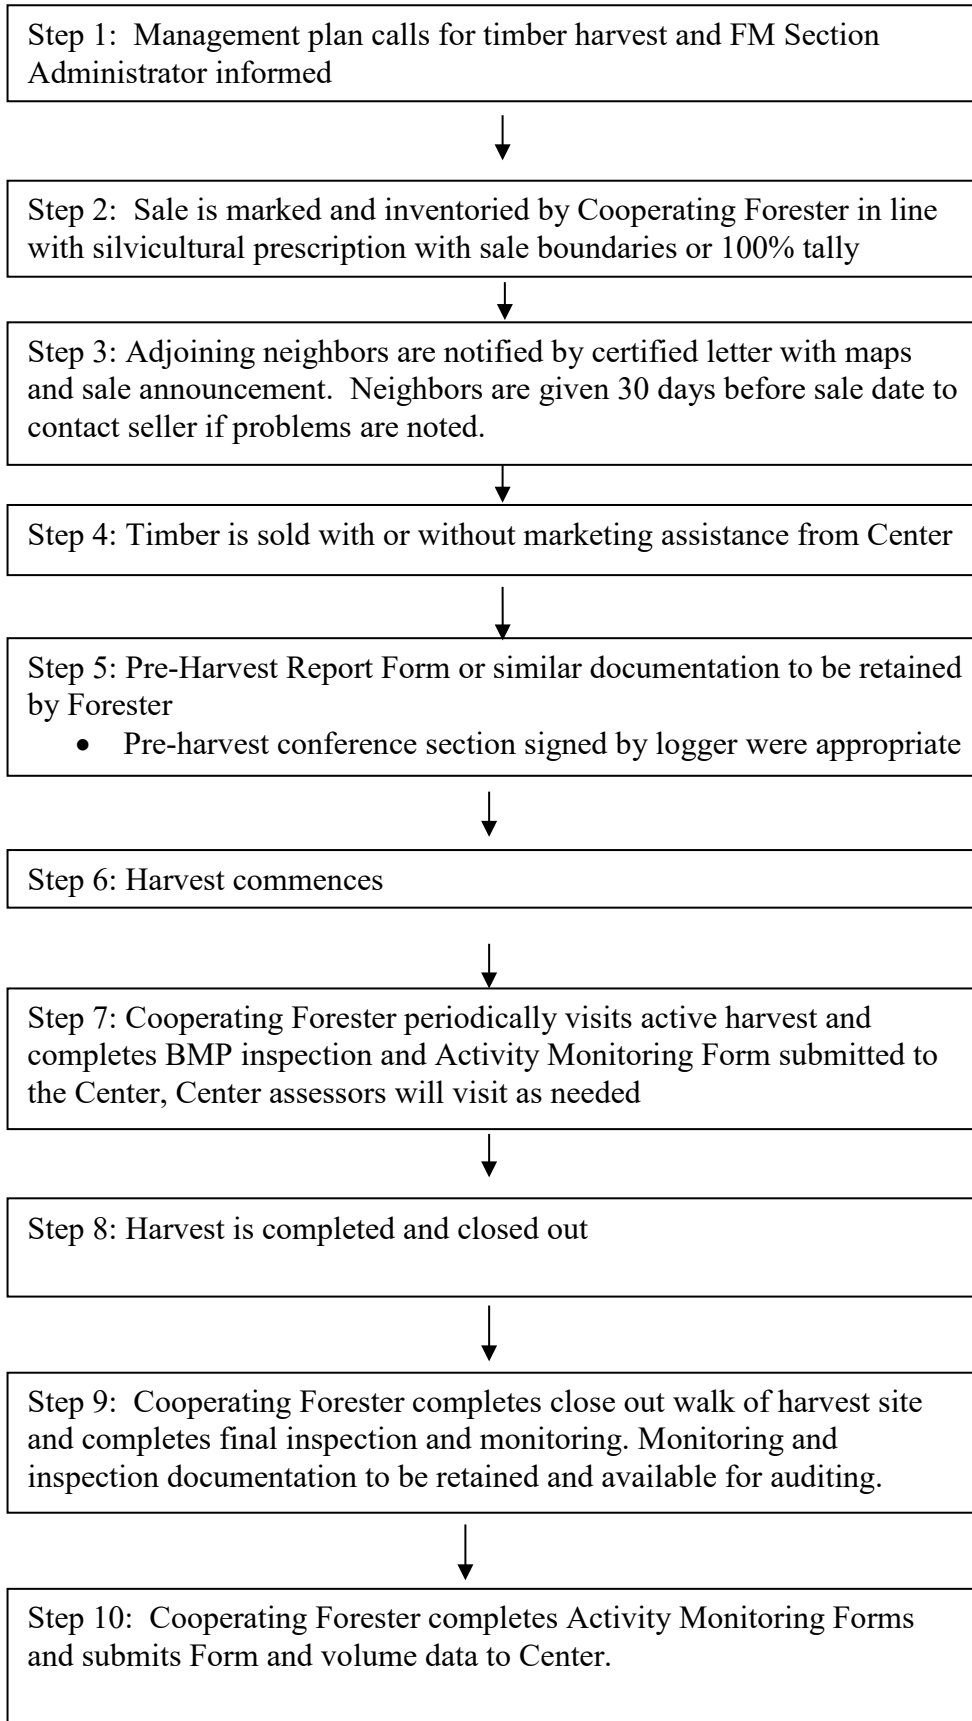 Step 1:  Management plan calls for timber harvest and FM Section
Administrator informed
Step 2:  Sale is marked and inventoried by Cooperating Forester in line
with silvicultural prescription with sale boundaries or 100% tally
Step 3: Adjoining neighbors are notified by certified letter with maps
and sale announcement.  Neighbors are given 30 days before sale date to
contact seller if problems are noted.
Step 4: Timber is sold with or without marketing assistance from Center
Step 5: Pre-Harvest Report Form or similar documentation to be retained
by Forester
• Pre-harvest conference section signed by logger were appropriate
Step 6: Harvest commences
Step 7: Cooperating Forester periodically visits active harvest and
completes BMP inspection and Activity Monitoring Form submitted to
the Center, Center assessors will visit as needed
Step 8: Harvest is completed and closed out
Step 9:  Cooperating Forester completes close out walk of harvest site
and completes final inspection and monitoring. Monitoring and
inspection documentation to be retained and available for auditing.
Step 10:  Cooperating Forester completes Activity Monitoring Forms
and submits Form and volume data to Center.